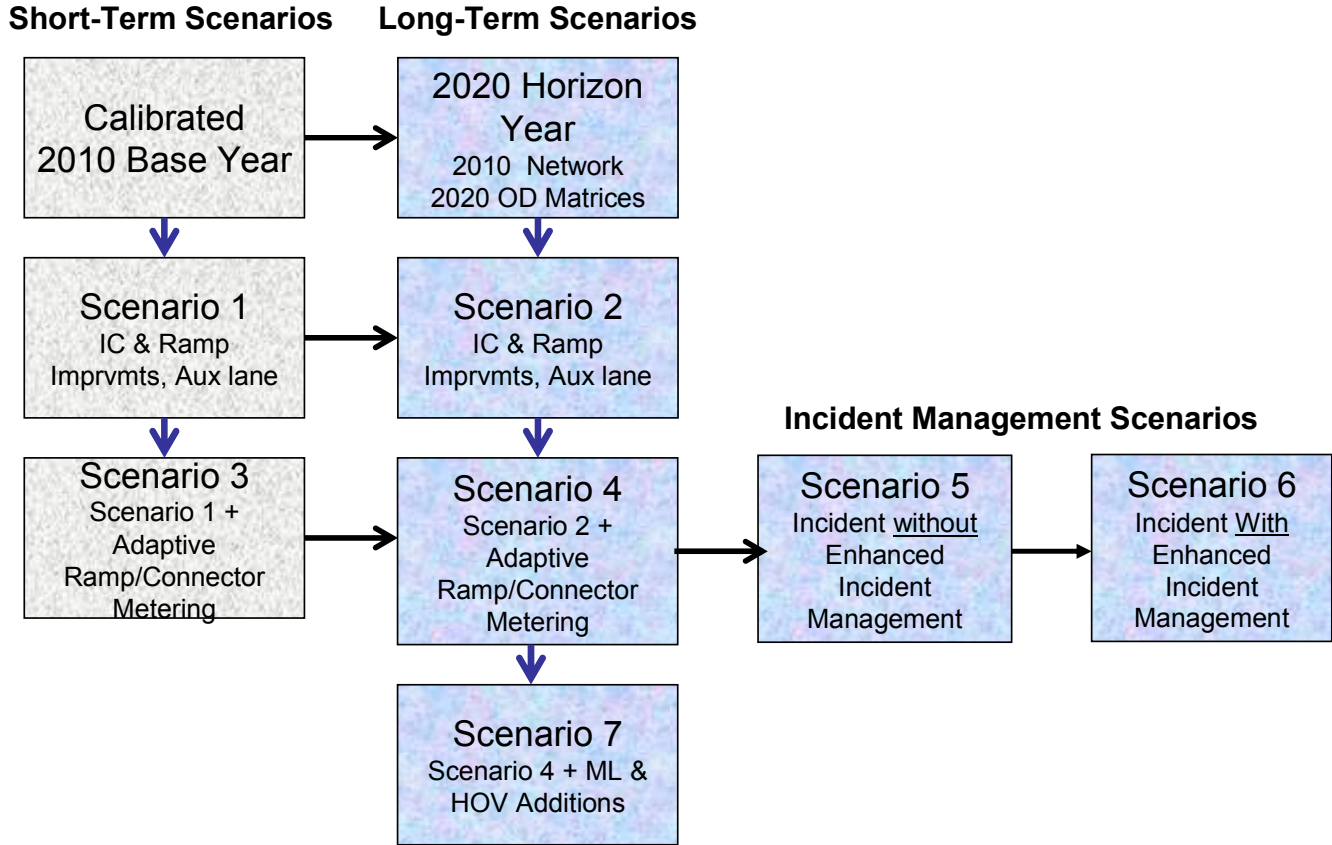 Short-Term Scenarios
Long-Term Scenarios
Calibrated
2010 Base Year
2020 Horizon
Year
2010 Network
2020 OD Matrices
Scenario 1
IC & Ramp
Imprvmts, Aux lane
Scenario 2
IC & Ramp
Imprvmts, Aux lane
Incident Management Scenarios
Scenario 3
Scenario 1 +
Adaptive
Ramp/Connector
Metering
Scenario 4
Scenario 2 +
Adaptive
Ramp/Connector
Metering
Scenario 5
Incident without
Enhanced
Incident
Management
Scenario 6
Incident With
Enhanced
Incident
Management
Scenario 7
Scenario 4 + ML &
HOV Additions